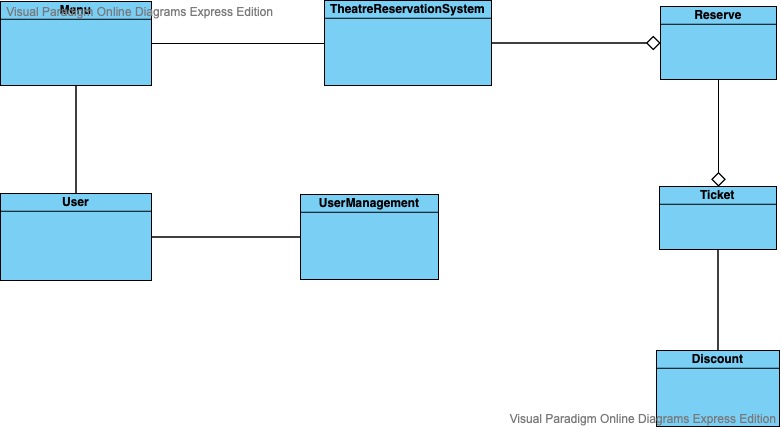 Menu
Visual Paradigm Online Diagrams Express Edition
TheatreReservationSystem
Reserve
User
UserManagement
Ticket
Discount
Visual Paradigm Online Diagrams Express Edition